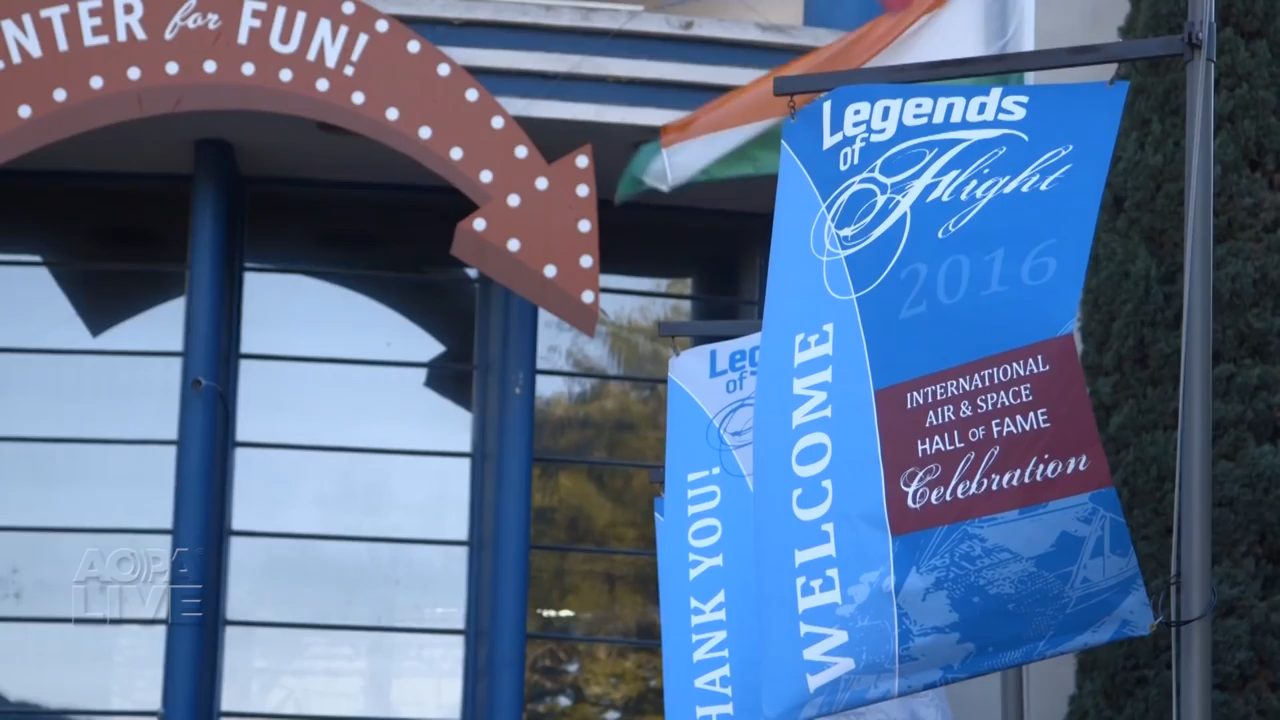 NTER for FUN!
Legends
of
Flight
2016
WELCOME
INTERNATIONAL
AIR & SPACE
HALL OF FAME
Celebration
Leg
of
HANK YOU!
AOPA
LIVE